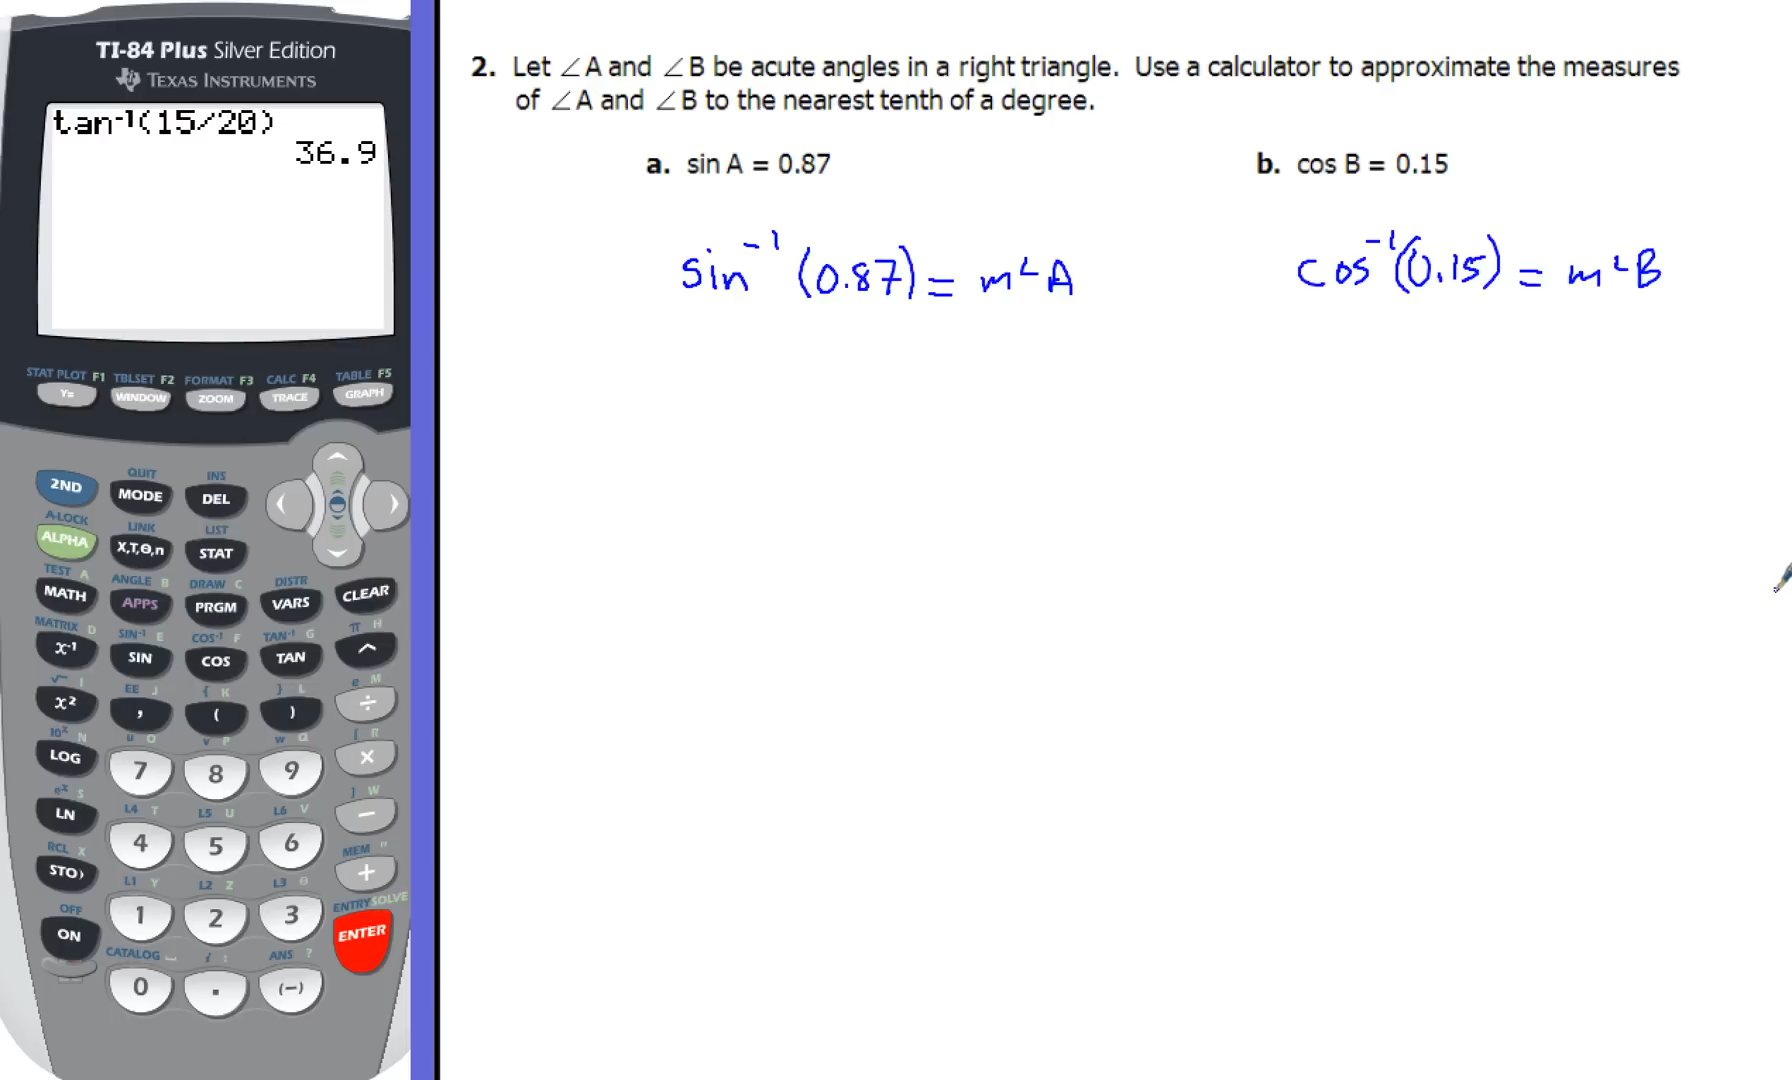 TI-84 Plus Silver Edition
TEXAS INSTRUMENTS
tan⁻¹(15/20)
36.9
STAT PLOT F1 TBLSET F2 FORMAT F3 CALC F4 TABLE F5
Y= WINDOW ZOOM TRACE GRAPH
QUIT INS
2ND MODE DEL
A-LOCK LINK LIST
ALPHA X,T,Θ,n STAT
TEST A ANGLE B DRAW C DISTR
MATH APPS PRGM VARS CLEAR
MATRIX D SIN⁻¹ E COS⁻¹ F TAN⁻¹ G π H
x⁻¹ SIN COS TAN ^
√ I EE J { K } L e M
x² , ( ) ÷
10ˣ N u O v P w Q [ R
LOG 7 8 9 ×
eˣ S L4 T L5 U L6 V ] W
LN 4 5 6 −
RCL X L1 Y L2 Z L3 θ MEM "
STO› 1 2 3 +
OFF ENTRY SOLVE
ON ENTER
CATALOG ⎵ i : ANS ?
0 . (−)
2. Let ∠A and ∠B be acute angles in a right triangle. Use a calculator to approximate the measures
of ∠A and ∠B to the nearest tenth of a degree.
a. sin A = 0.87
b. cos B = 0.15
sin⁻¹(0.87) = m∠A
cos⁻¹(0.15) = m∠B